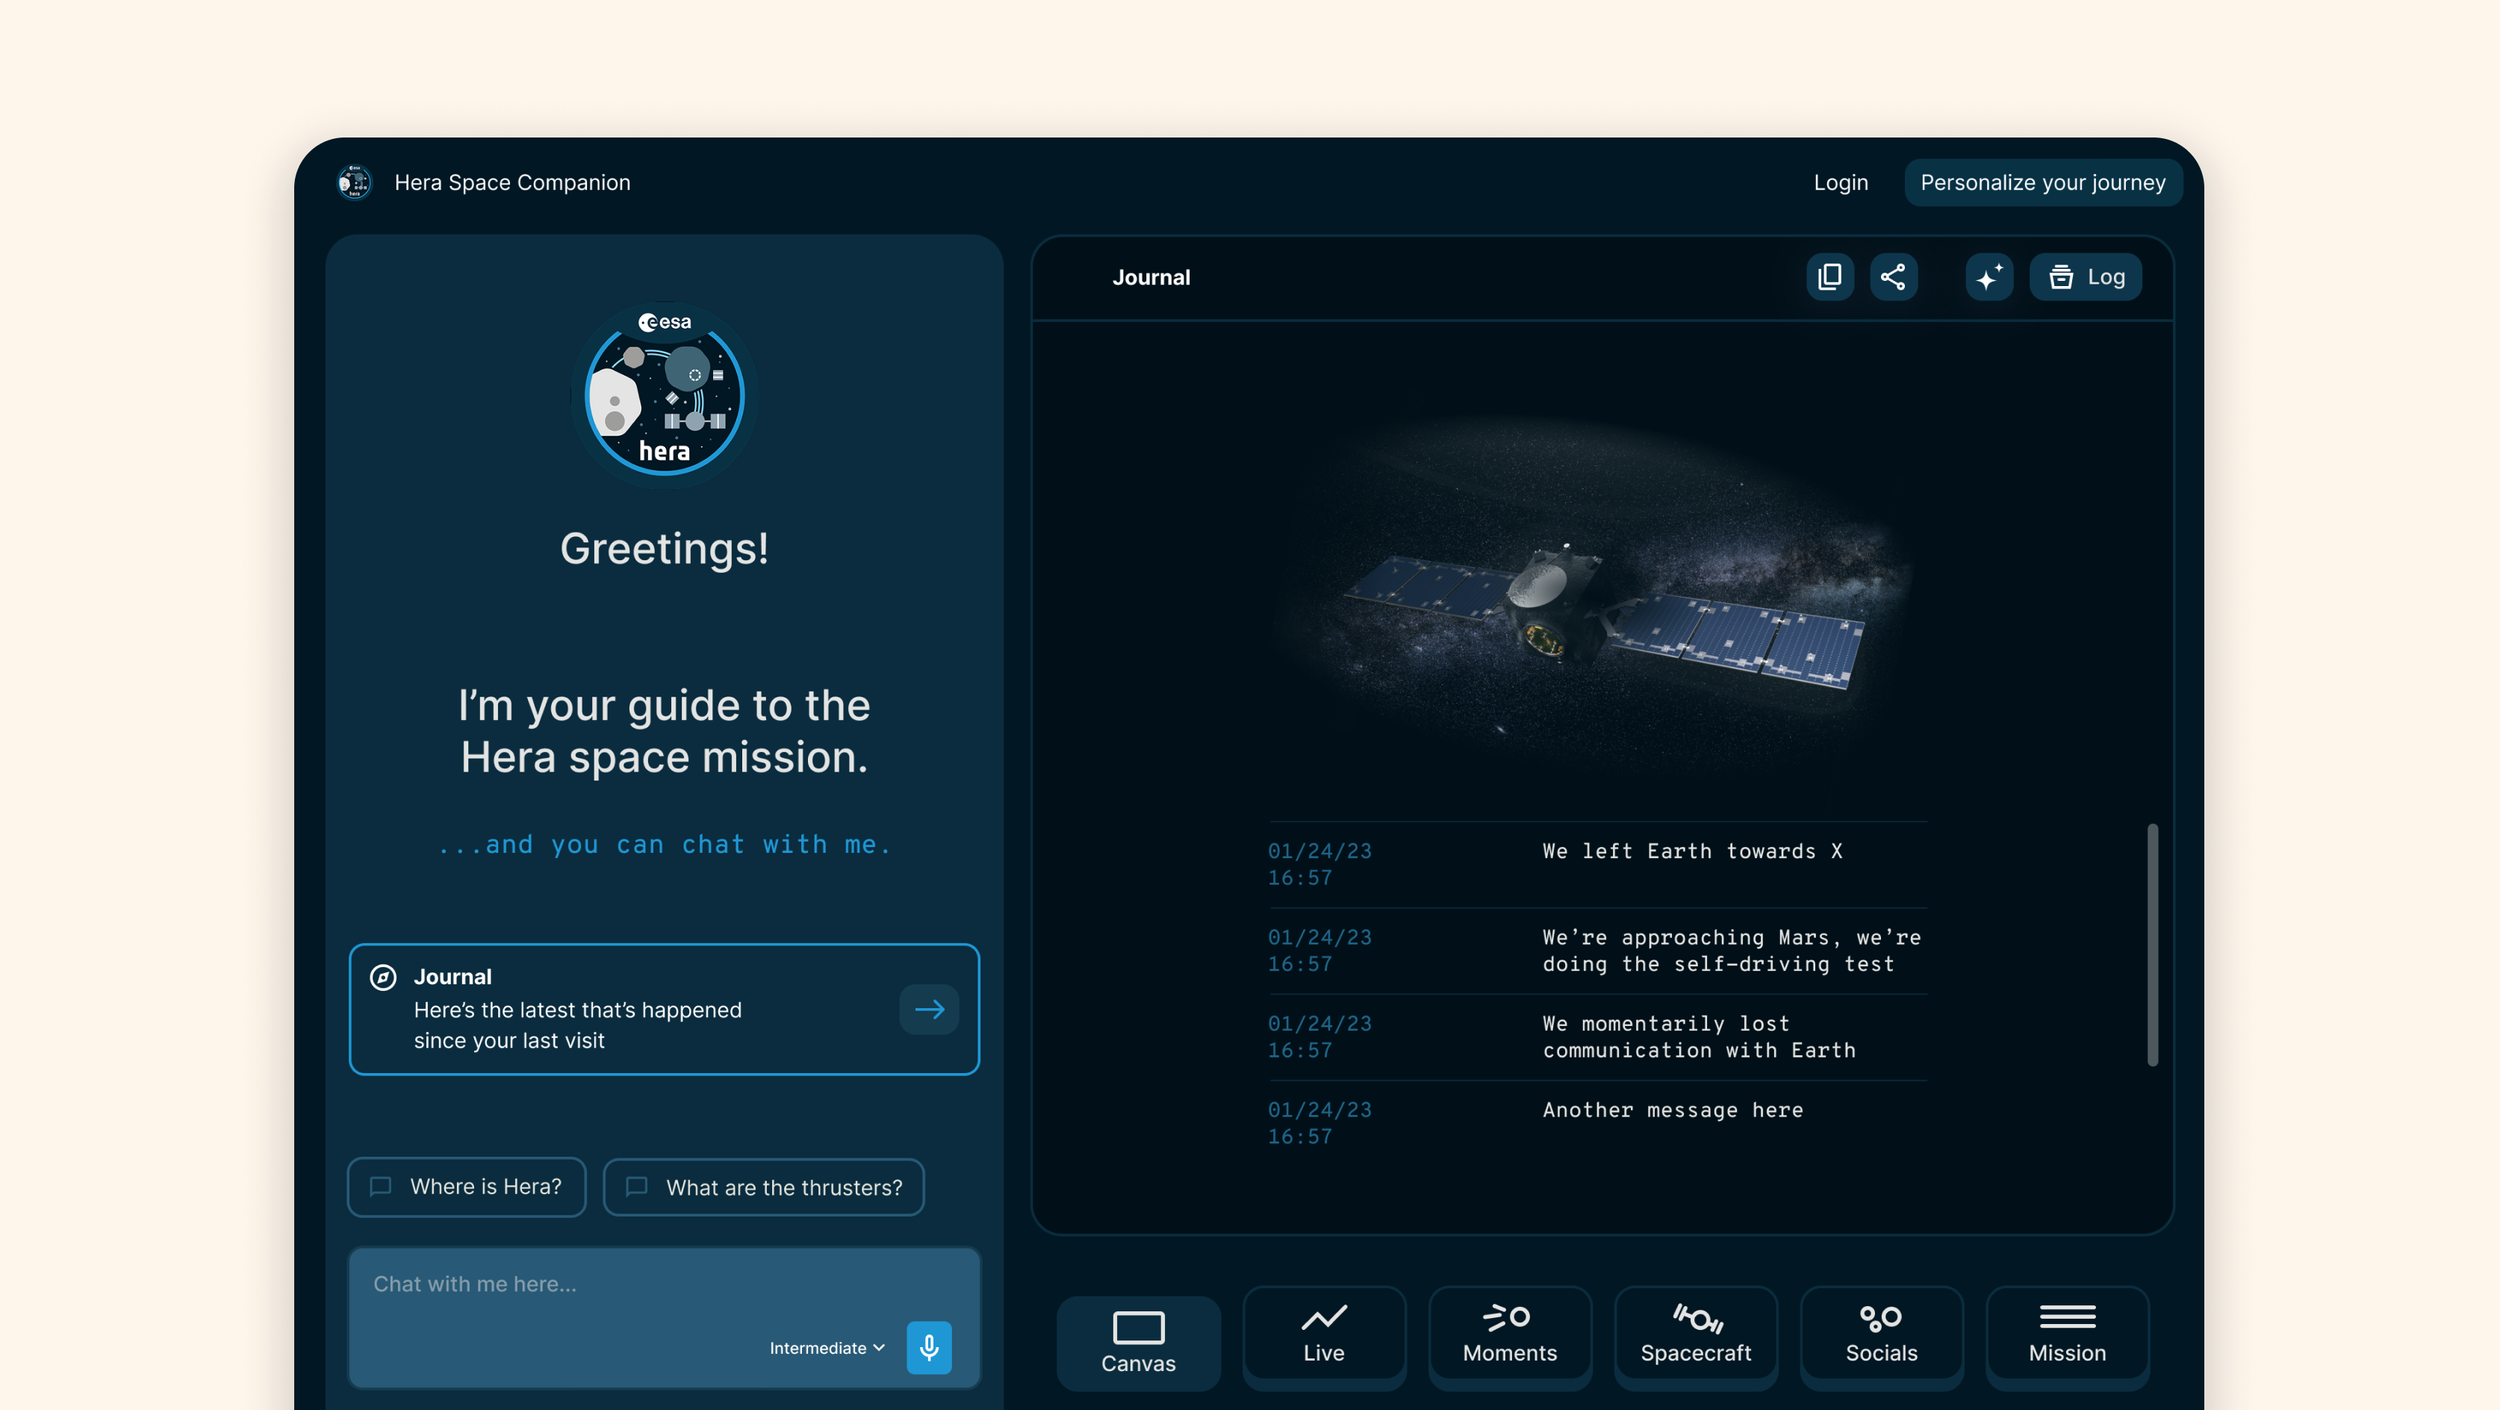 Hera Space Companion
Login
Personalize your journey
esa
hera
Greetings!
I’m your guide to the
Hera space mission.
...and you can chat with me.
Journal
Here’s the latest that’s happened
since your last visit
Where is Hera?
What are the thrusters?
Chat with me here...
Intermediate
Journal
Log
01/24/23
16:57
We left Earth towards X
01/24/23
16:57
We’re approaching Mars, we’re
doing the self-driving test
01/24/23
16:57
We momentarily lost
communication with Earth
01/24/23
16:57
Another message here
Canvas
Live
Moments
Spacecraft
Socials
Mission